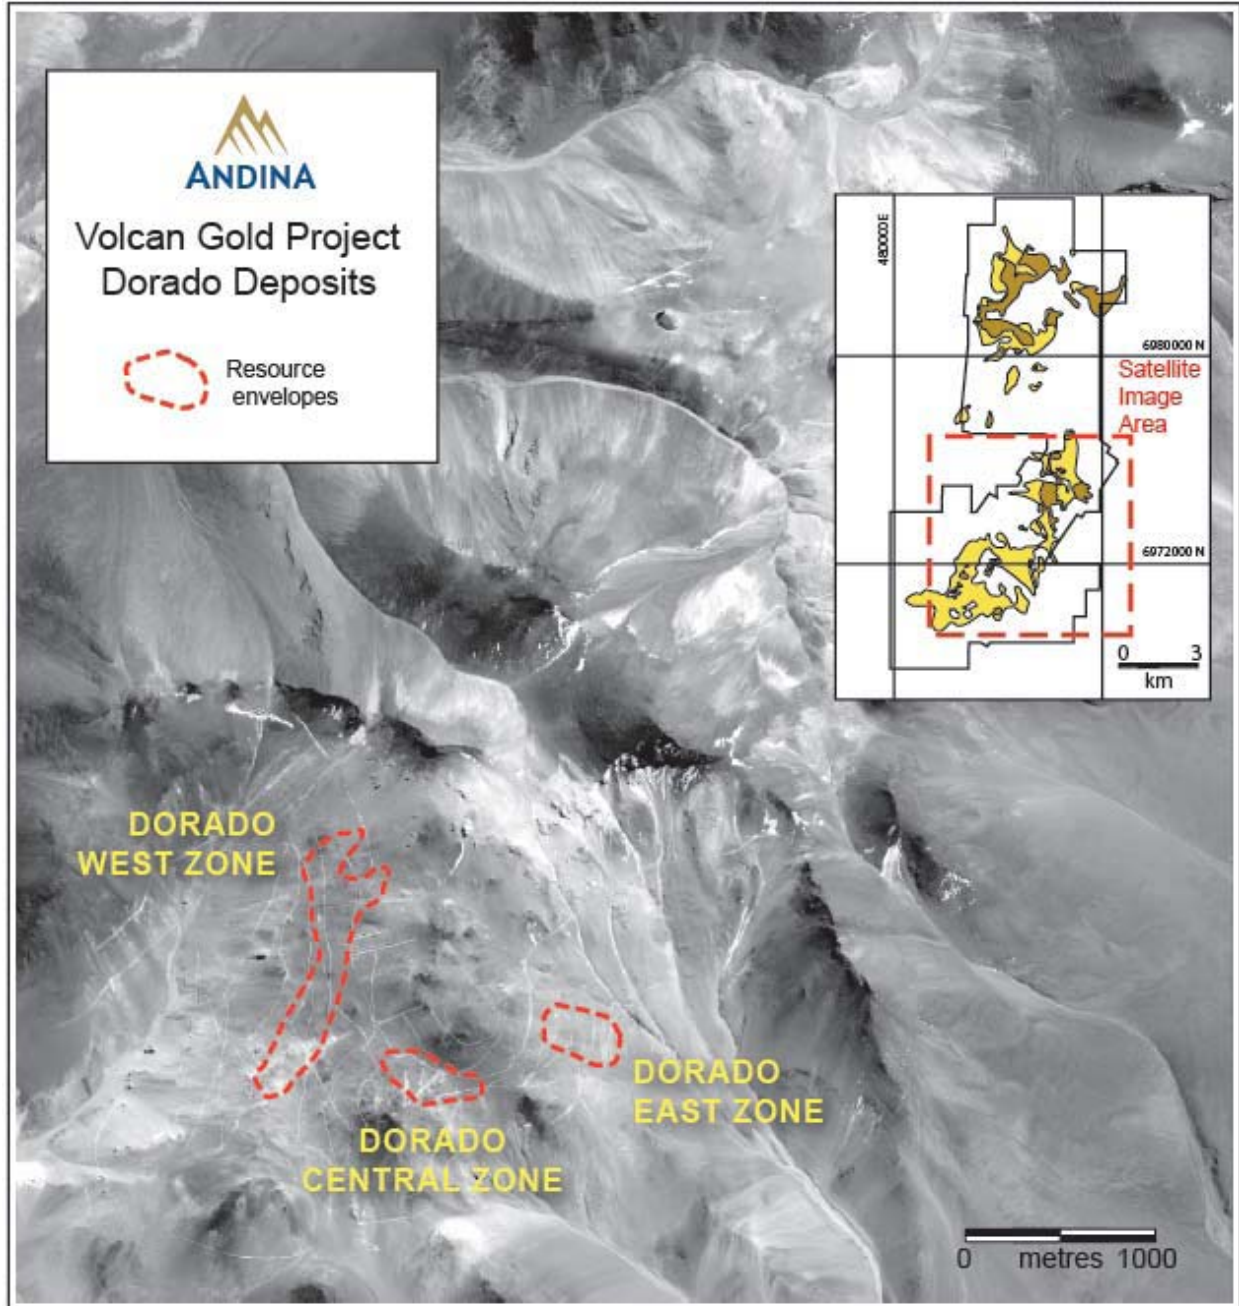 ANDINA
Volcan Gold Project
Dorado Deposits
Resource
envelopes
480000E
6980000 N
Satellite
Image
Area
6972000 N
0 3
km
DORADO
WEST ZONE
DORADO
EAST ZONE
DORADO
CENTRAL ZONE
0 metres 1000